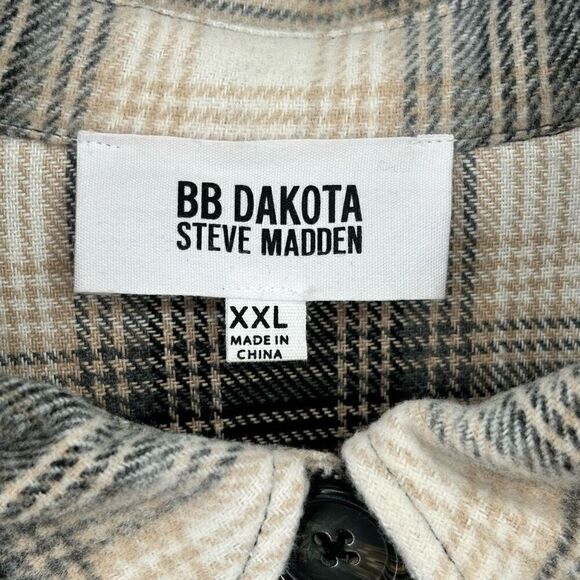 BB DAKOTA
STEVE MADDEN
XXL
MADE IN
CHINA